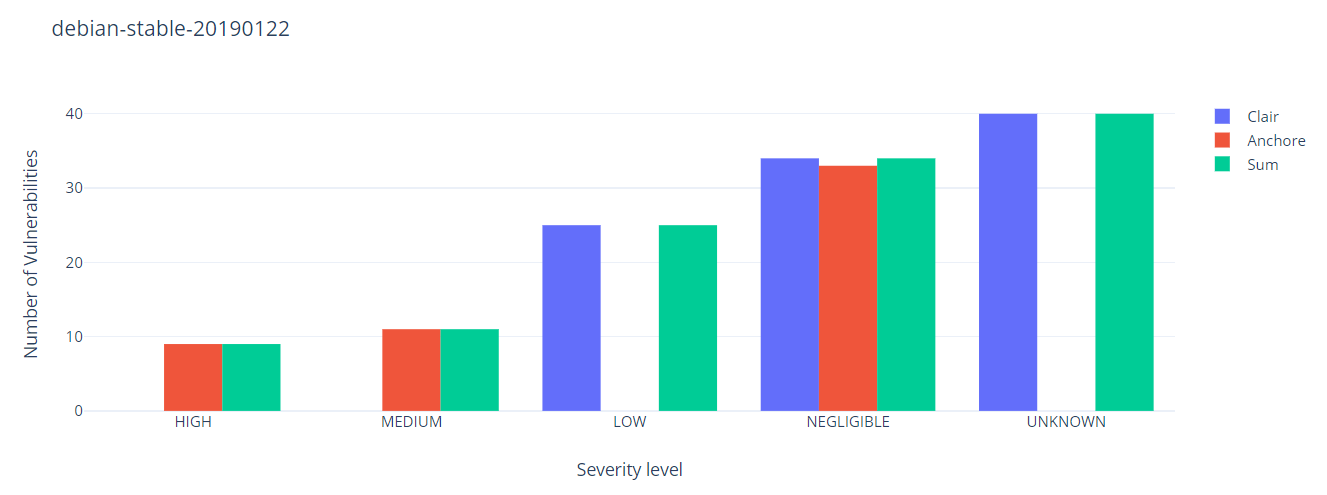 debian-stable-20190122
Number of Vulnerabilities
40
30
20
10
0
HIGH
MEDIUM
LOW
NEGLIGIBLE
UNKNOWN
Severity level
Clair
Anchore
Sum